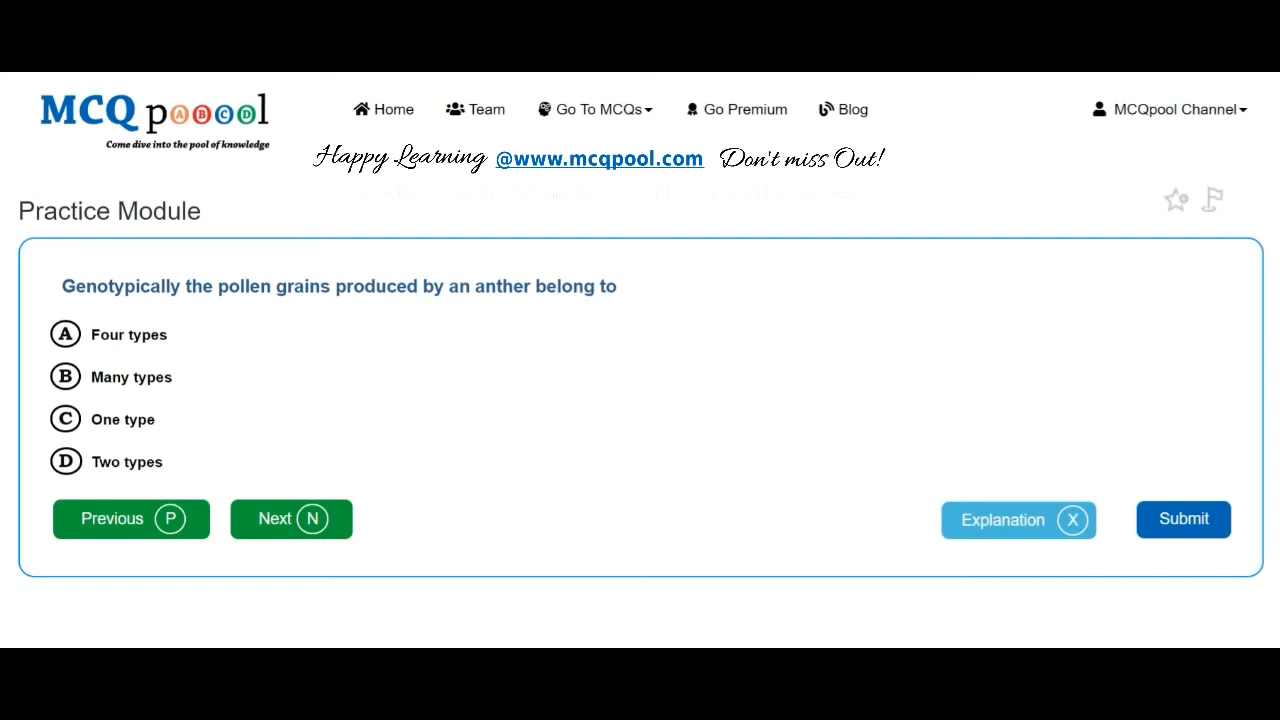 MCQ pABCDl
Come dive into the pool of knowledge
Home Team Go To MCQs Go Premium Blog MCQpool Channel
Happy Learning @www.mcqpool.com Don't miss Out!
Practice Module
Genotypically the pollen grains produced by an anther belong to
A Four types
B Many types
C One type
D Two types
Previous P Next N Explanation X Submit